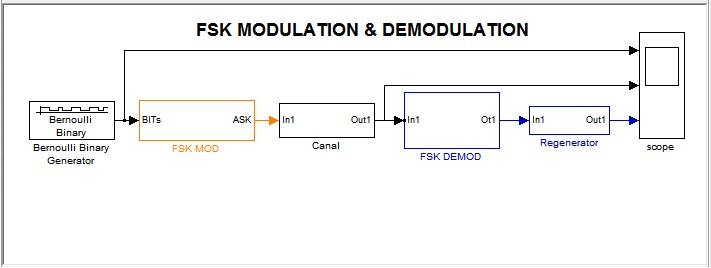 FSK MODULATION & DEMODULATION
Bernoulli
Binary
Bernoulli Binary
Generator
BITs
ASK
FSK MOD
In1
Out1
Canal
In1
Ot1
FSK DEMOD
In1
Out1
Regenerator
scope